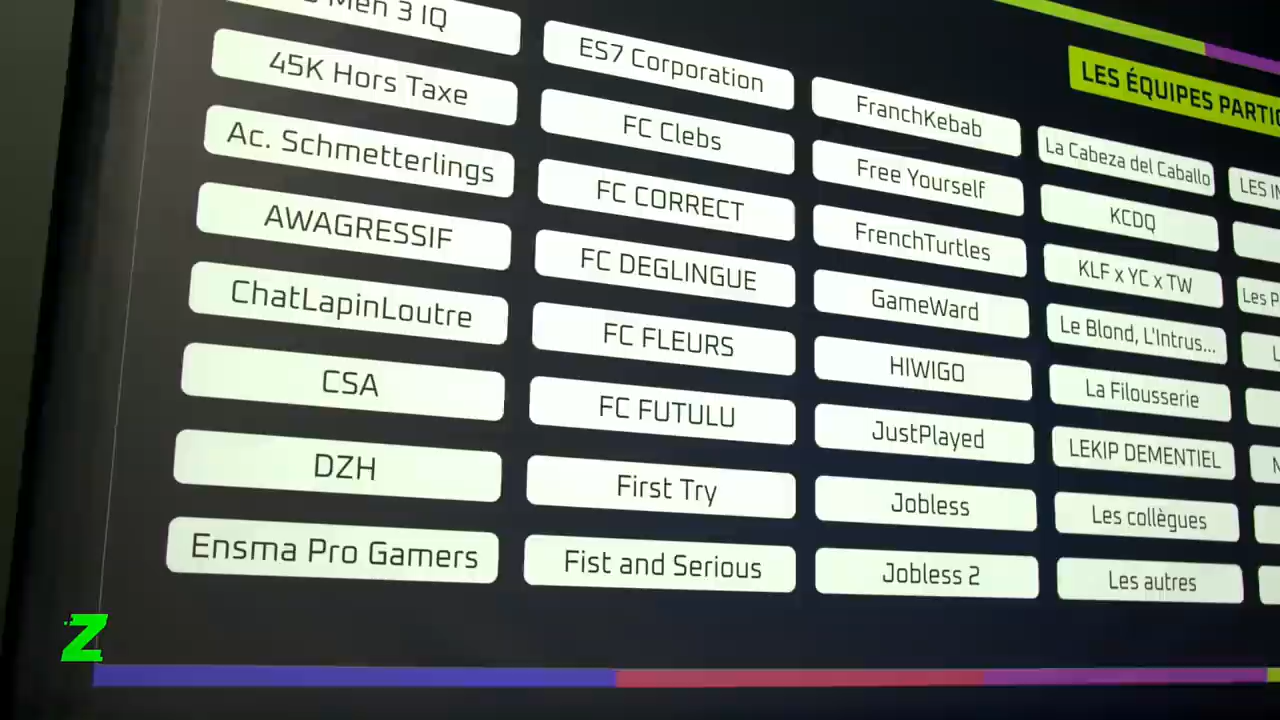 Men 3 IQ
45K Hors Taxe
Ac. Schmetterlings
AWAGRESSIF
ChatLapinLoutre
CSA
DZH
Ensma Pro Gamers
ES7 Corporation
FC Clebs
FC CORRECT
FC DEGLINGUE
FC FLEURS
FC FUTULU
First Try
Fist and Serious
FranchKebab
Free Yourself
FrenchTurtles
GameWard
HIWIGO
JustPlayed
Jobless
Jobless 2
LES ÉQUIPES
La Cabeza del Caballo
KCDQ
KLF x YC x TW
Le Blond, L'Intrus...
La Filousserie
LEKIP DEMENTIEL
Les collègues
Les autres
LES
Les
Z